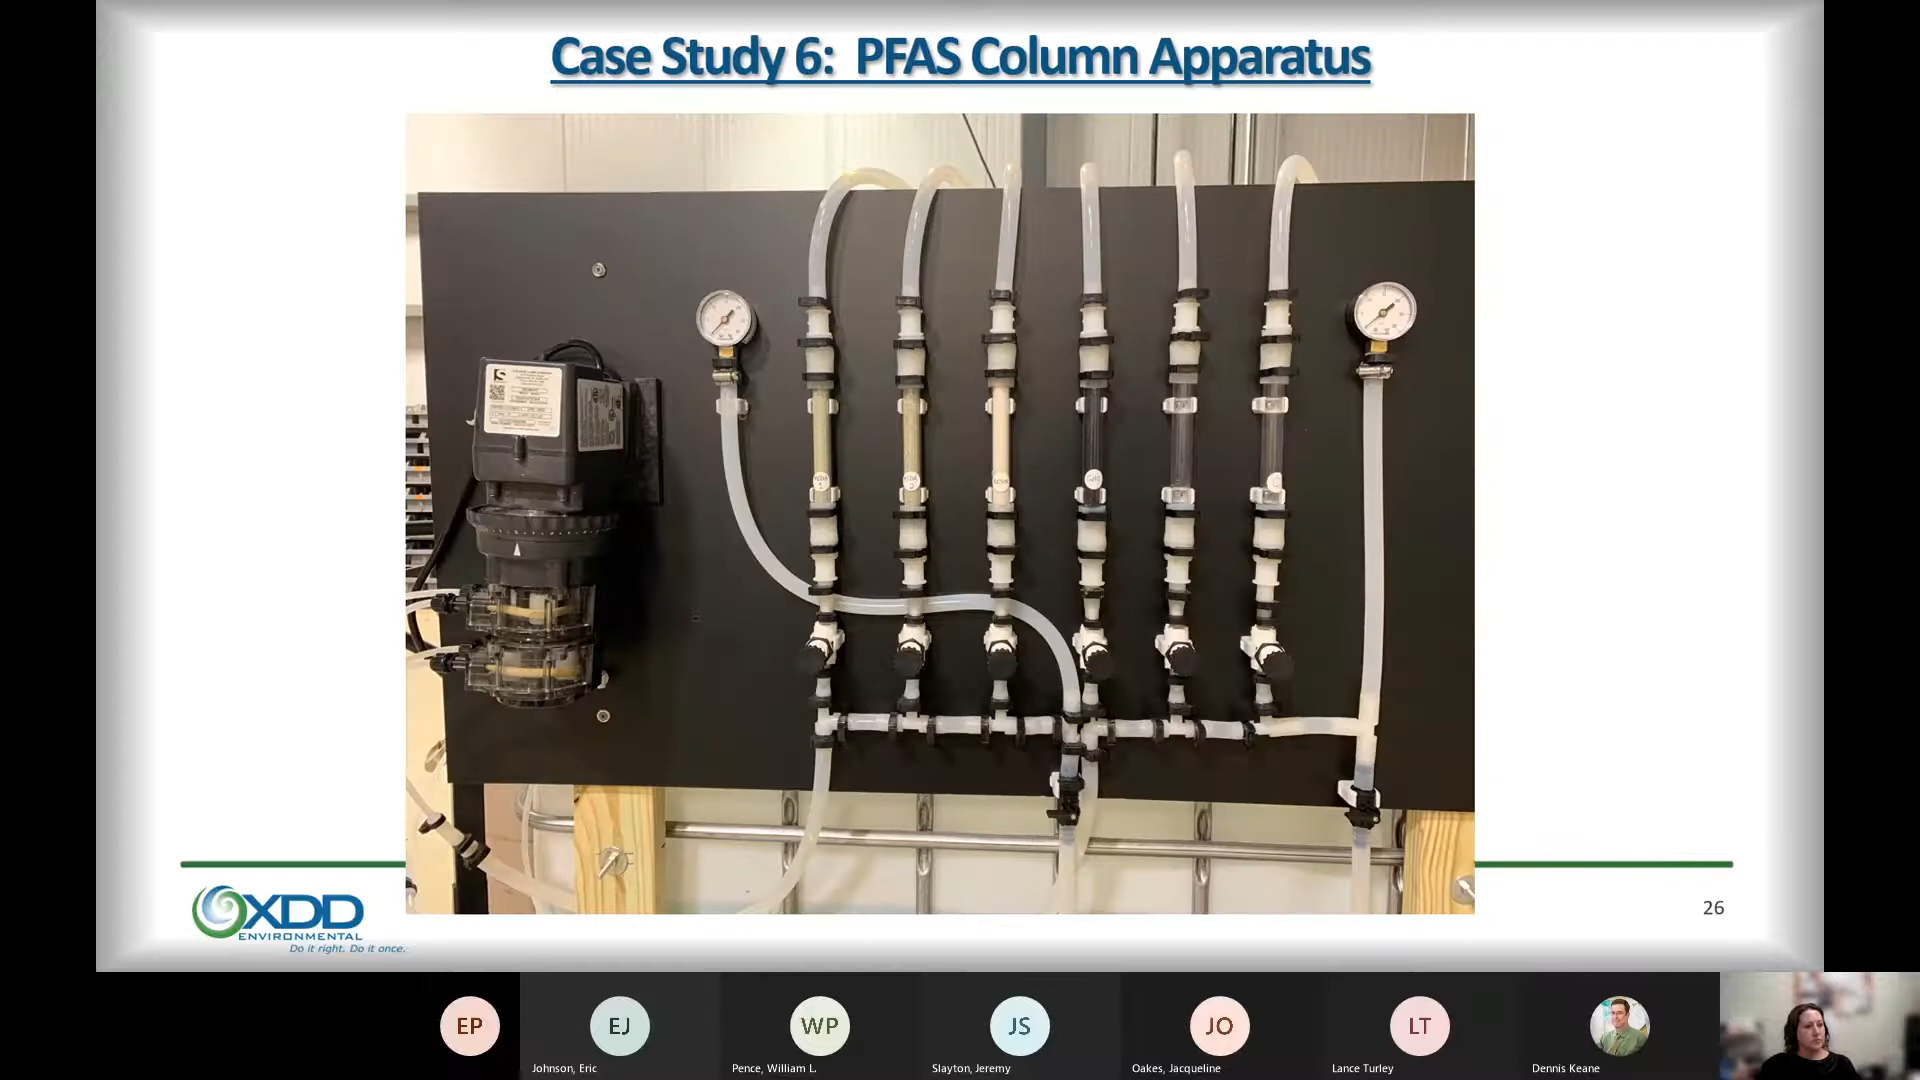 Case Study 6: PFAS Column Apparatus
XDD
ENVIRONMENTAL
Do it right. Do it once.
26
EP
EJ
WP
JS
JO
LT
Johnson, Eric
Pence, William L.
Slayton, Jeremy
Oakes, Jacqueline
Lance Turley
Dennis Keane